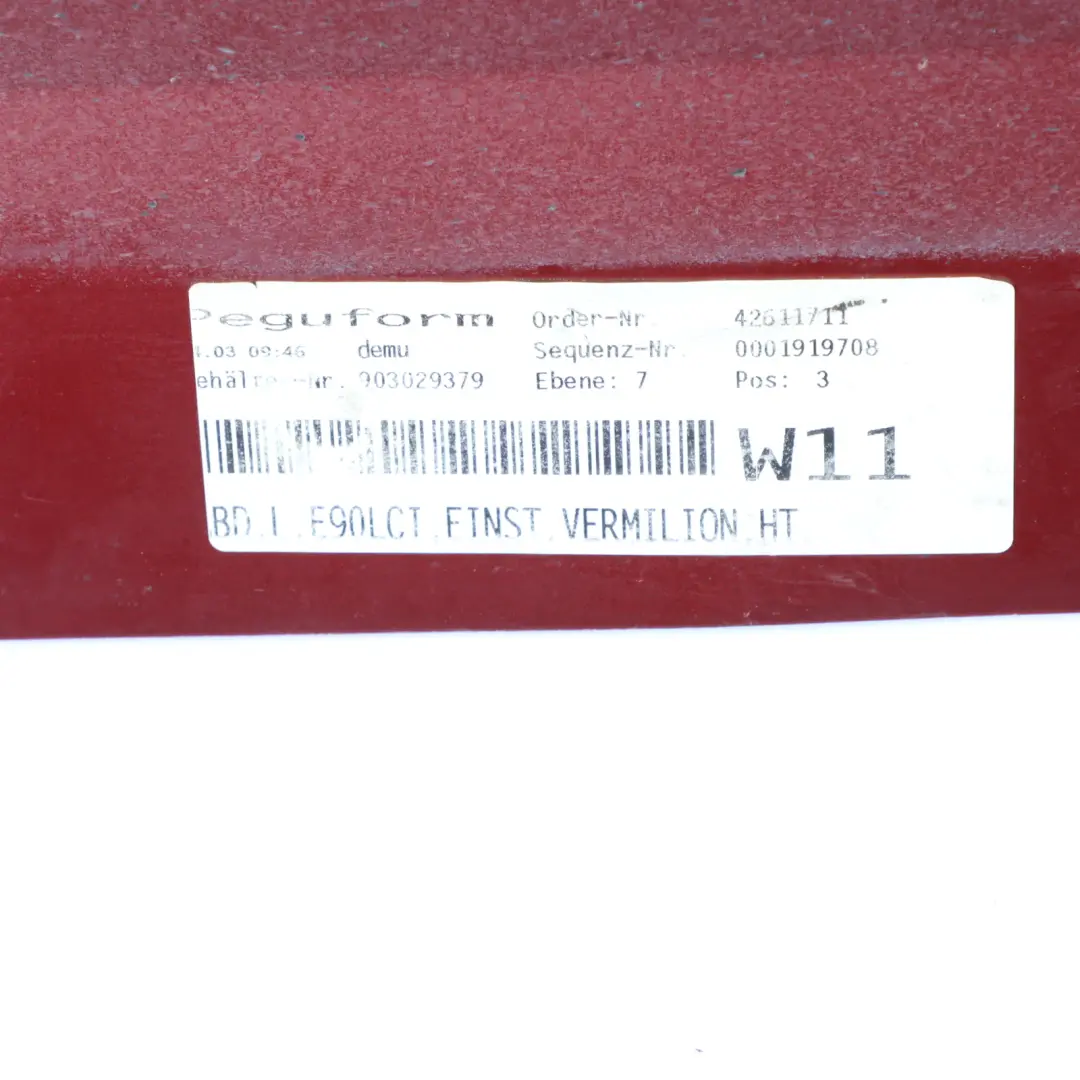 Peguform Order-Nr. 42611711
.03 09:46 demu Sequenz-Nr. 0001919708
ehälter-Nr. 903029379 Ebene: 7 Pos: 3
W11
BD.L.E90LCI.EINST.VERMILION.HT